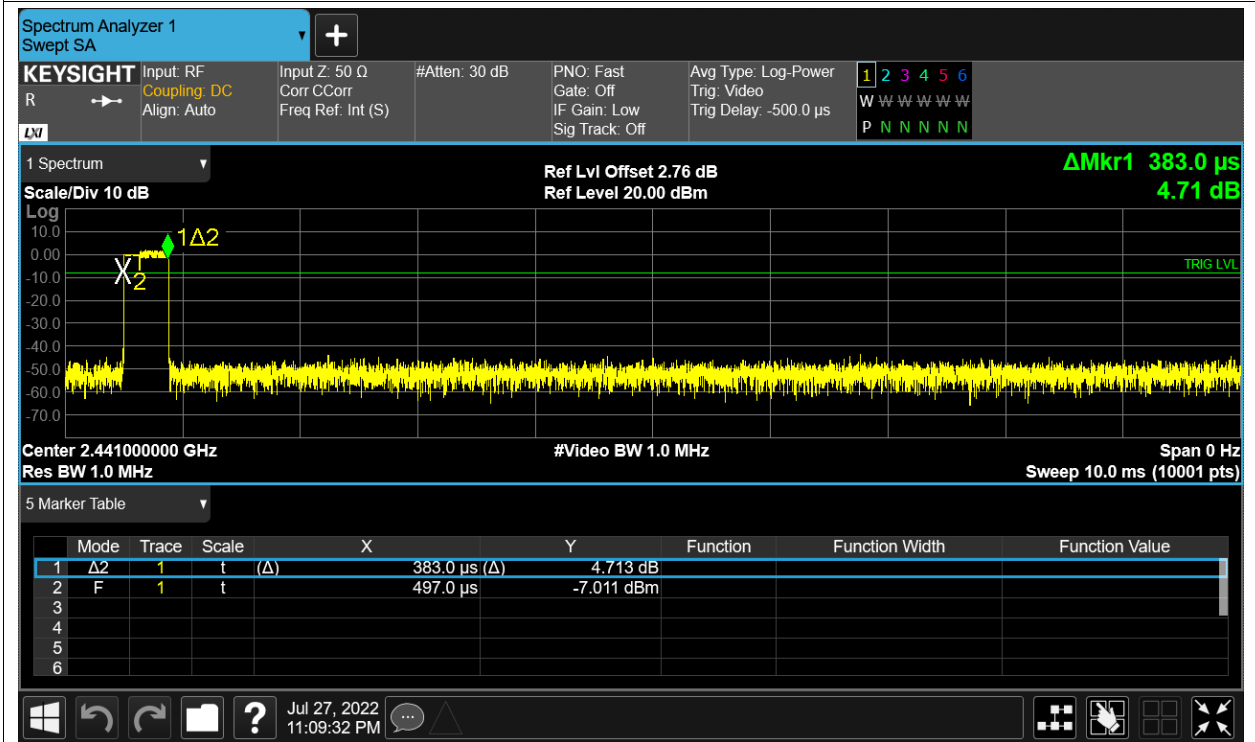 Spectrum Analyzer 1
Swept SA
KEYSIGHT Input: RF Input Z: 50 Ω #Atten: 30 dB PNO: Fast Avg Type: Log-Power 1 2 3 4 5 6
R Coupling: DC Corr CCorr Gate: Off Trig: Video W W W W W W
Align: Auto Freq Ref: Int (S) IF Gain: Low Trig Delay: -500.0 µs
LXI Sig Track: Off P N N N N N
1 Spectrum Ref Lvl Offset 2.76 dB ΔMkr1 383.0 µs
Scale/Div 10 dB Ref Level 20.00 dBm 4.71 dB
Log
10.0 1Δ2
0.00
X TRIG LVL
-10.0 2
-20.0
-30.0
-40.0
-50.0
-60.0
-70.0
Center 2.441000000 GHz #Video BW 1.0 MHz Span 0 Hz
Res BW 1.0 MHz Sweep 10.0 ms (10001 pts)
5 Marker Table
Mode Trace Scale X Y Function Function Width Function Value
1 Δ2 1 t (Δ) 383.0 µs (Δ) 4.713 dB
2 F 1 t 497.0 µs -7.011 dBm
3
4
5
6
? Jul 27, 2022
11:09:32 PM